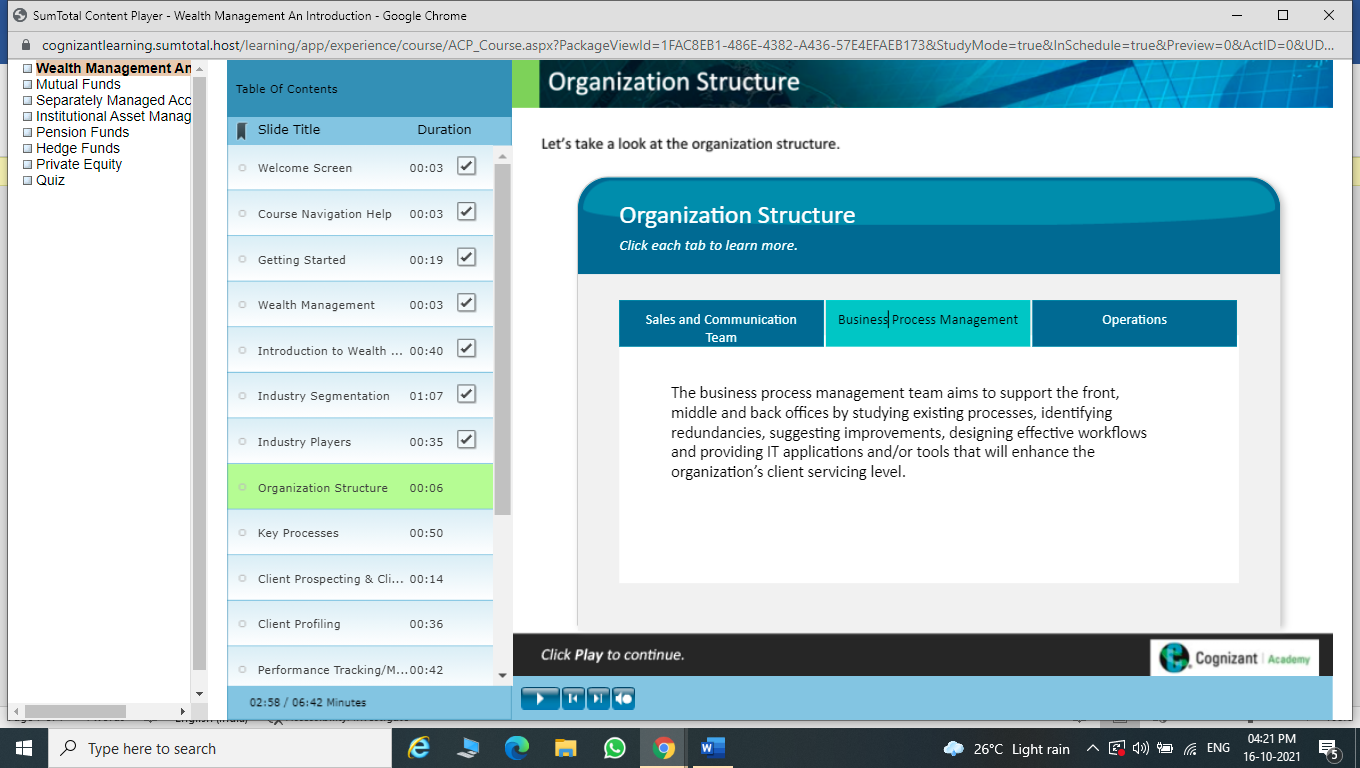 SumTotal Content Player - Wealth Management An Introduction - Google Chrome
cognizantlearning.sumtotal.host/learning/app/experience/course/ACP_Course.aspx?PackageViewId=1FAC8EB1-486E-4382-A436-57E4EFAEB173&StudyMode=true&InSchedule=true&Preview=0&ActID=0&UD...
Wealth Management An
Mutual Funds
Separately Managed Acc
Institutional Asset Manag
Pension Funds
Hedge Funds
Private Equity
Quiz
Table Of Contents
Slide Title Duration
Welcome Screen 00:03
Course Navigation Help 00:03
Getting Started 00:19
Wealth Management 00:03
Introduction to Wealth ... 00:40
Industry Segmentation 01:07
Industry Players 00:35
Organization Structure 00:06
Key Processes 00:50
Client Prospecting & Cli... 00:14
Client Profiling 00:36
Performance Tracking/M... 00:42
02:58 / 06:42 Minutes
Organization Structure
Let's take a look at the organization structure.
Organization Structure
Click each tab to learn more.
Sales and Communication
Team
Business Process Management
Operations
The business process management team aims to support the front,
middle and back offices by studying existing processes, identifying
redundancies, suggesting improvements, designing effective workflows
and providing IT applications and/or tools that will enhance the
organization's client servicing level.
Click Play to continue.
Cognizant | Academy
Type here to search
26°C Light rain
ENG
04:21 PM
16-10-2021
5